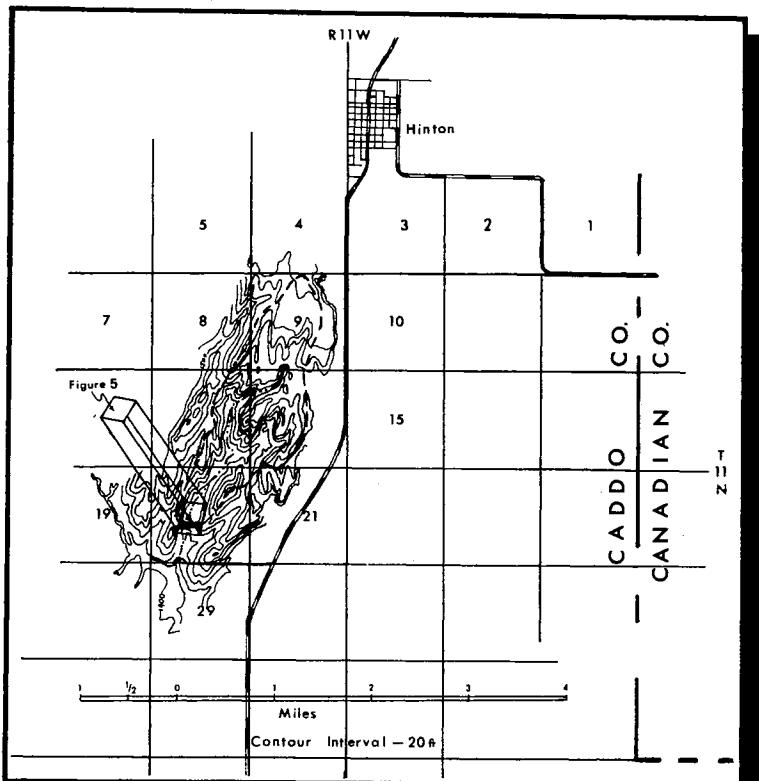 R11W
Hinton
5 4 3 2 1
7 8 9 10
CADDO CO.
CANADIAN CO.
Figure 5
15
T
11
N
19
21
1400
29
1 1/2 0 1 2 3 4
Miles
Contour Interval — 20 ft